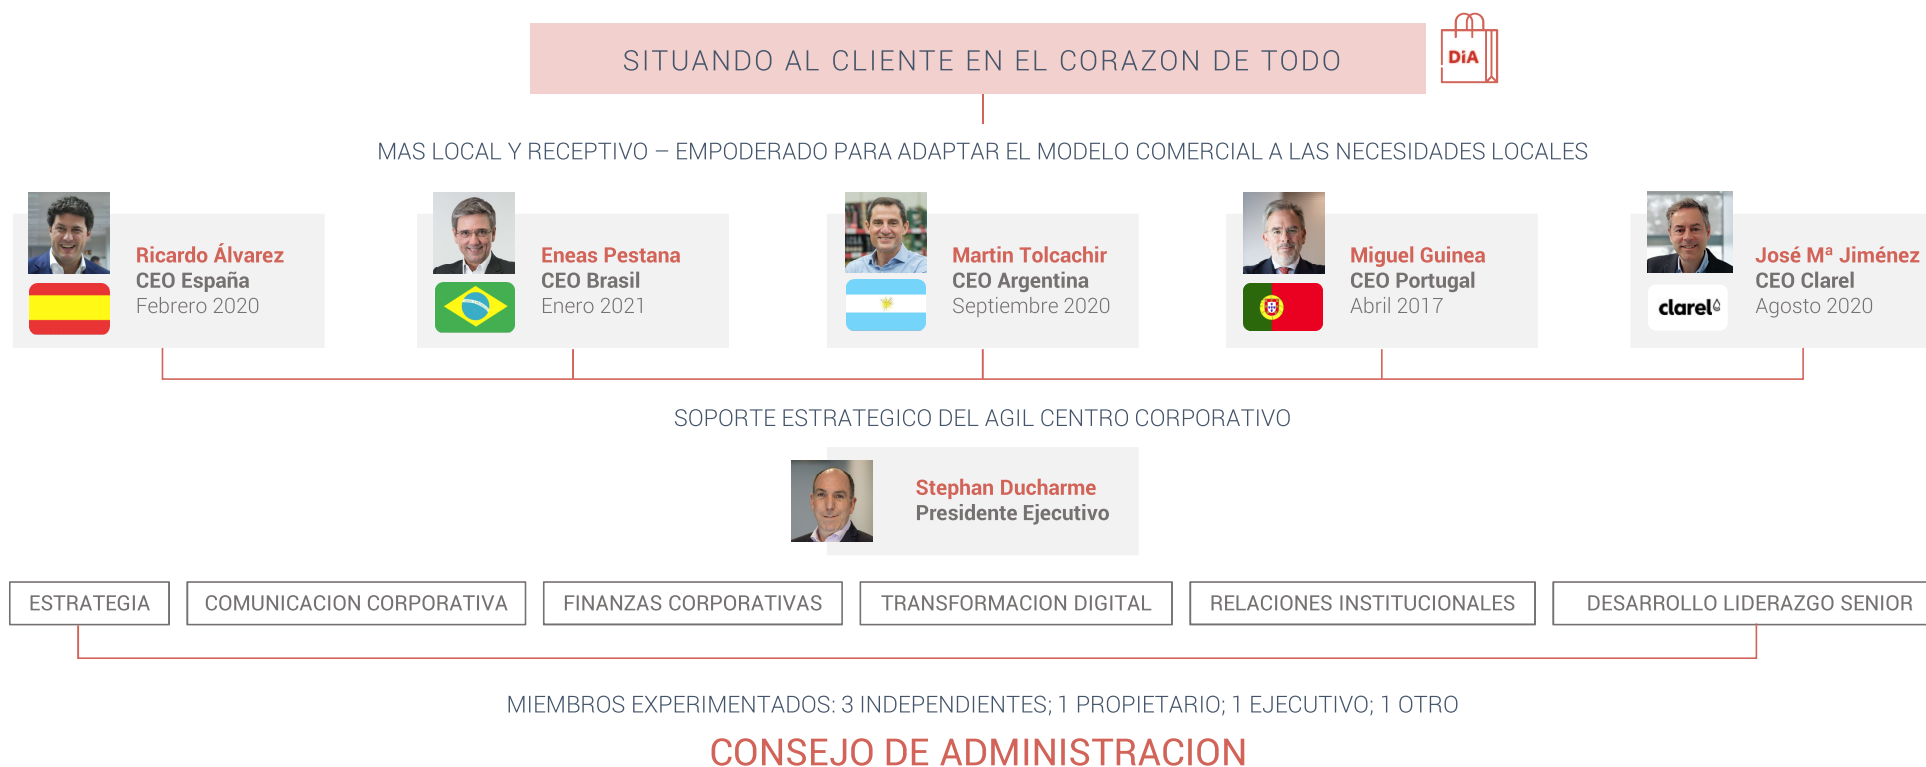 SITUANDO AL CLIENTE EN EL CORAZON DE TODO
DiA
MAS LOCAL Y RECEPTIVO – EMPODERADO PARA ADAPTAR EL MODELO COMERCIAL A LAS NECESIDADES LOCALES
Ricardo Álvarez
CEO España
Febrero 2020
Eneas Pestana
CEO Brasil
Enero 2021
Martin Tolcachir
CEO Argentina
Septiembre 2020
Miguel Guinea
CEO Portugal
Abril 2017
José Mª Jiménez
CEO Clarel
Agosto 2020
clarel
SOPORTE ESTRATEGICO DEL AGIL CENTRO CORPORATIVO
Stephan Ducharme
Presidente Ejecutivo
ESTRATEGIA
COMUNICACION CORPORATIVA
FINANZAS CORPORATIVAS
TRANSFORMACION DIGITAL
RELACIONES INSTITUCIONALES
DESARROLLO LIDERAZGO SENIOR
MIEMBROS EXPERIMENTADOS: 3 INDEPENDIENTES; 1 PROPIETARIO; 1 EJECUTIVO; 1 OTRO
CONSEJO DE ADMINISTRACION